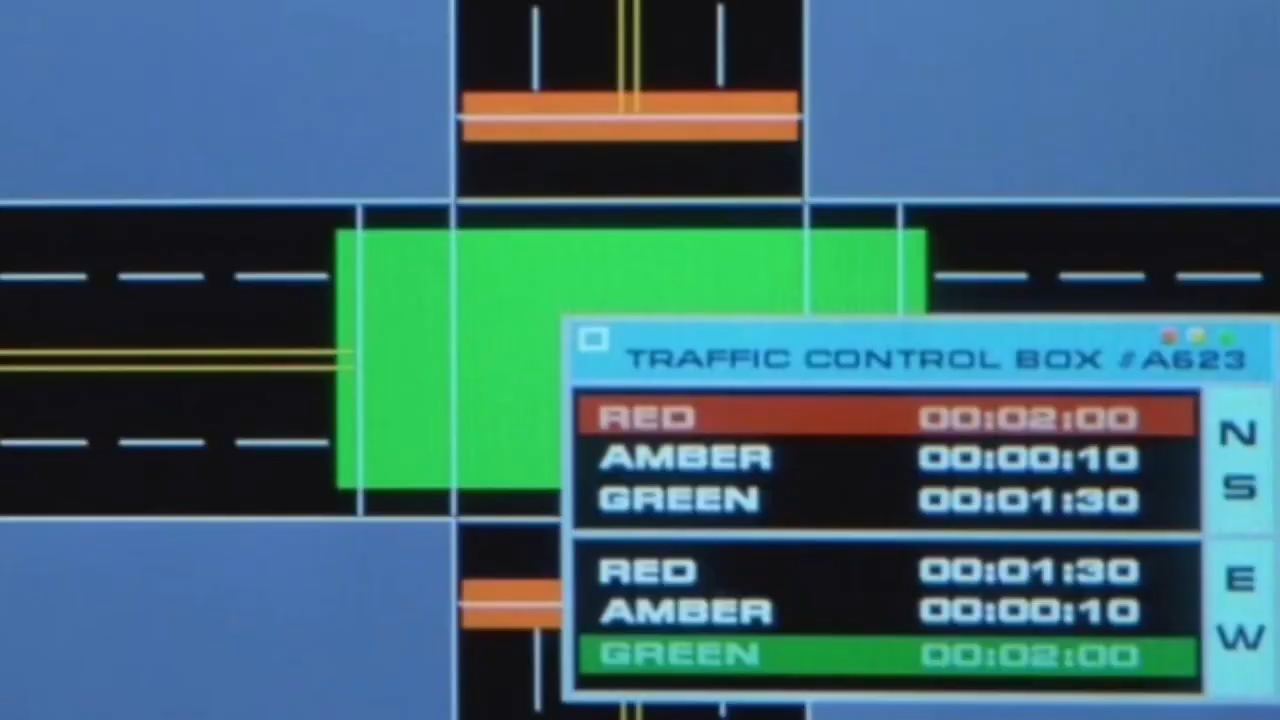 TRAFFIC CONTROL BOX #A623
RED 00:02:00
AMBER 00:00:10
GREEN 00:01:30
N
S
RED 00:01:30
AMBER 00:00:10
GREEN 00:02:00
E
W